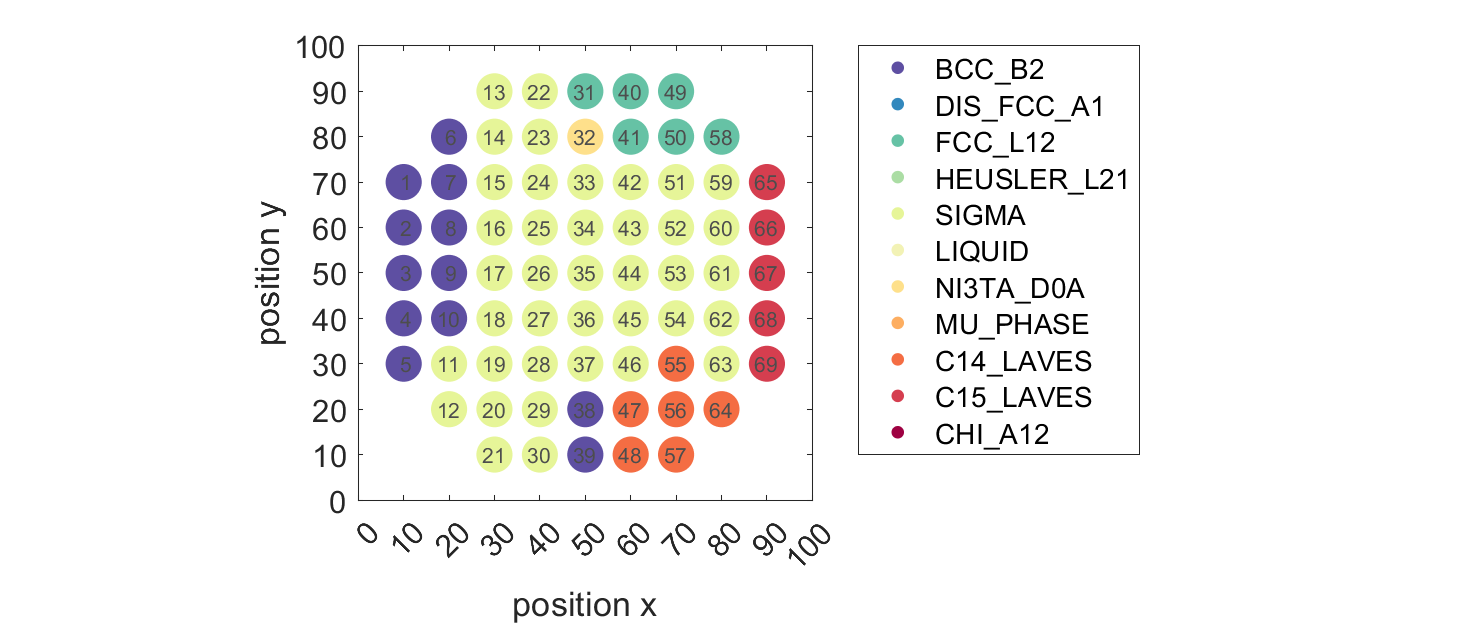 100
90
80
70
60
50
40
30
20
10
0
position y
13 22 31 40 49
6 14 23 32 41 50 58
1 7 15 24 33 42 51 59 65
2 8 16 25 34 43 52 60 66
3 9 17 26 35 44 53 61 67
4 10 18 27 36 45 54 62 68
5 11 19 28 37 46 55 63 69
12 20 29 38 47 56 64
21 30 39 48 57
0 10 20 30 40 50 60 70 80 90 100
position x
BCC_B2
DIS_FCC_A1
FCC_L12
HEUSLER_L21
SIGMA
LIQUID
NI3TA_D0A
MU_PHASE
C14_LAVES
C15_LAVES
CHI_A12